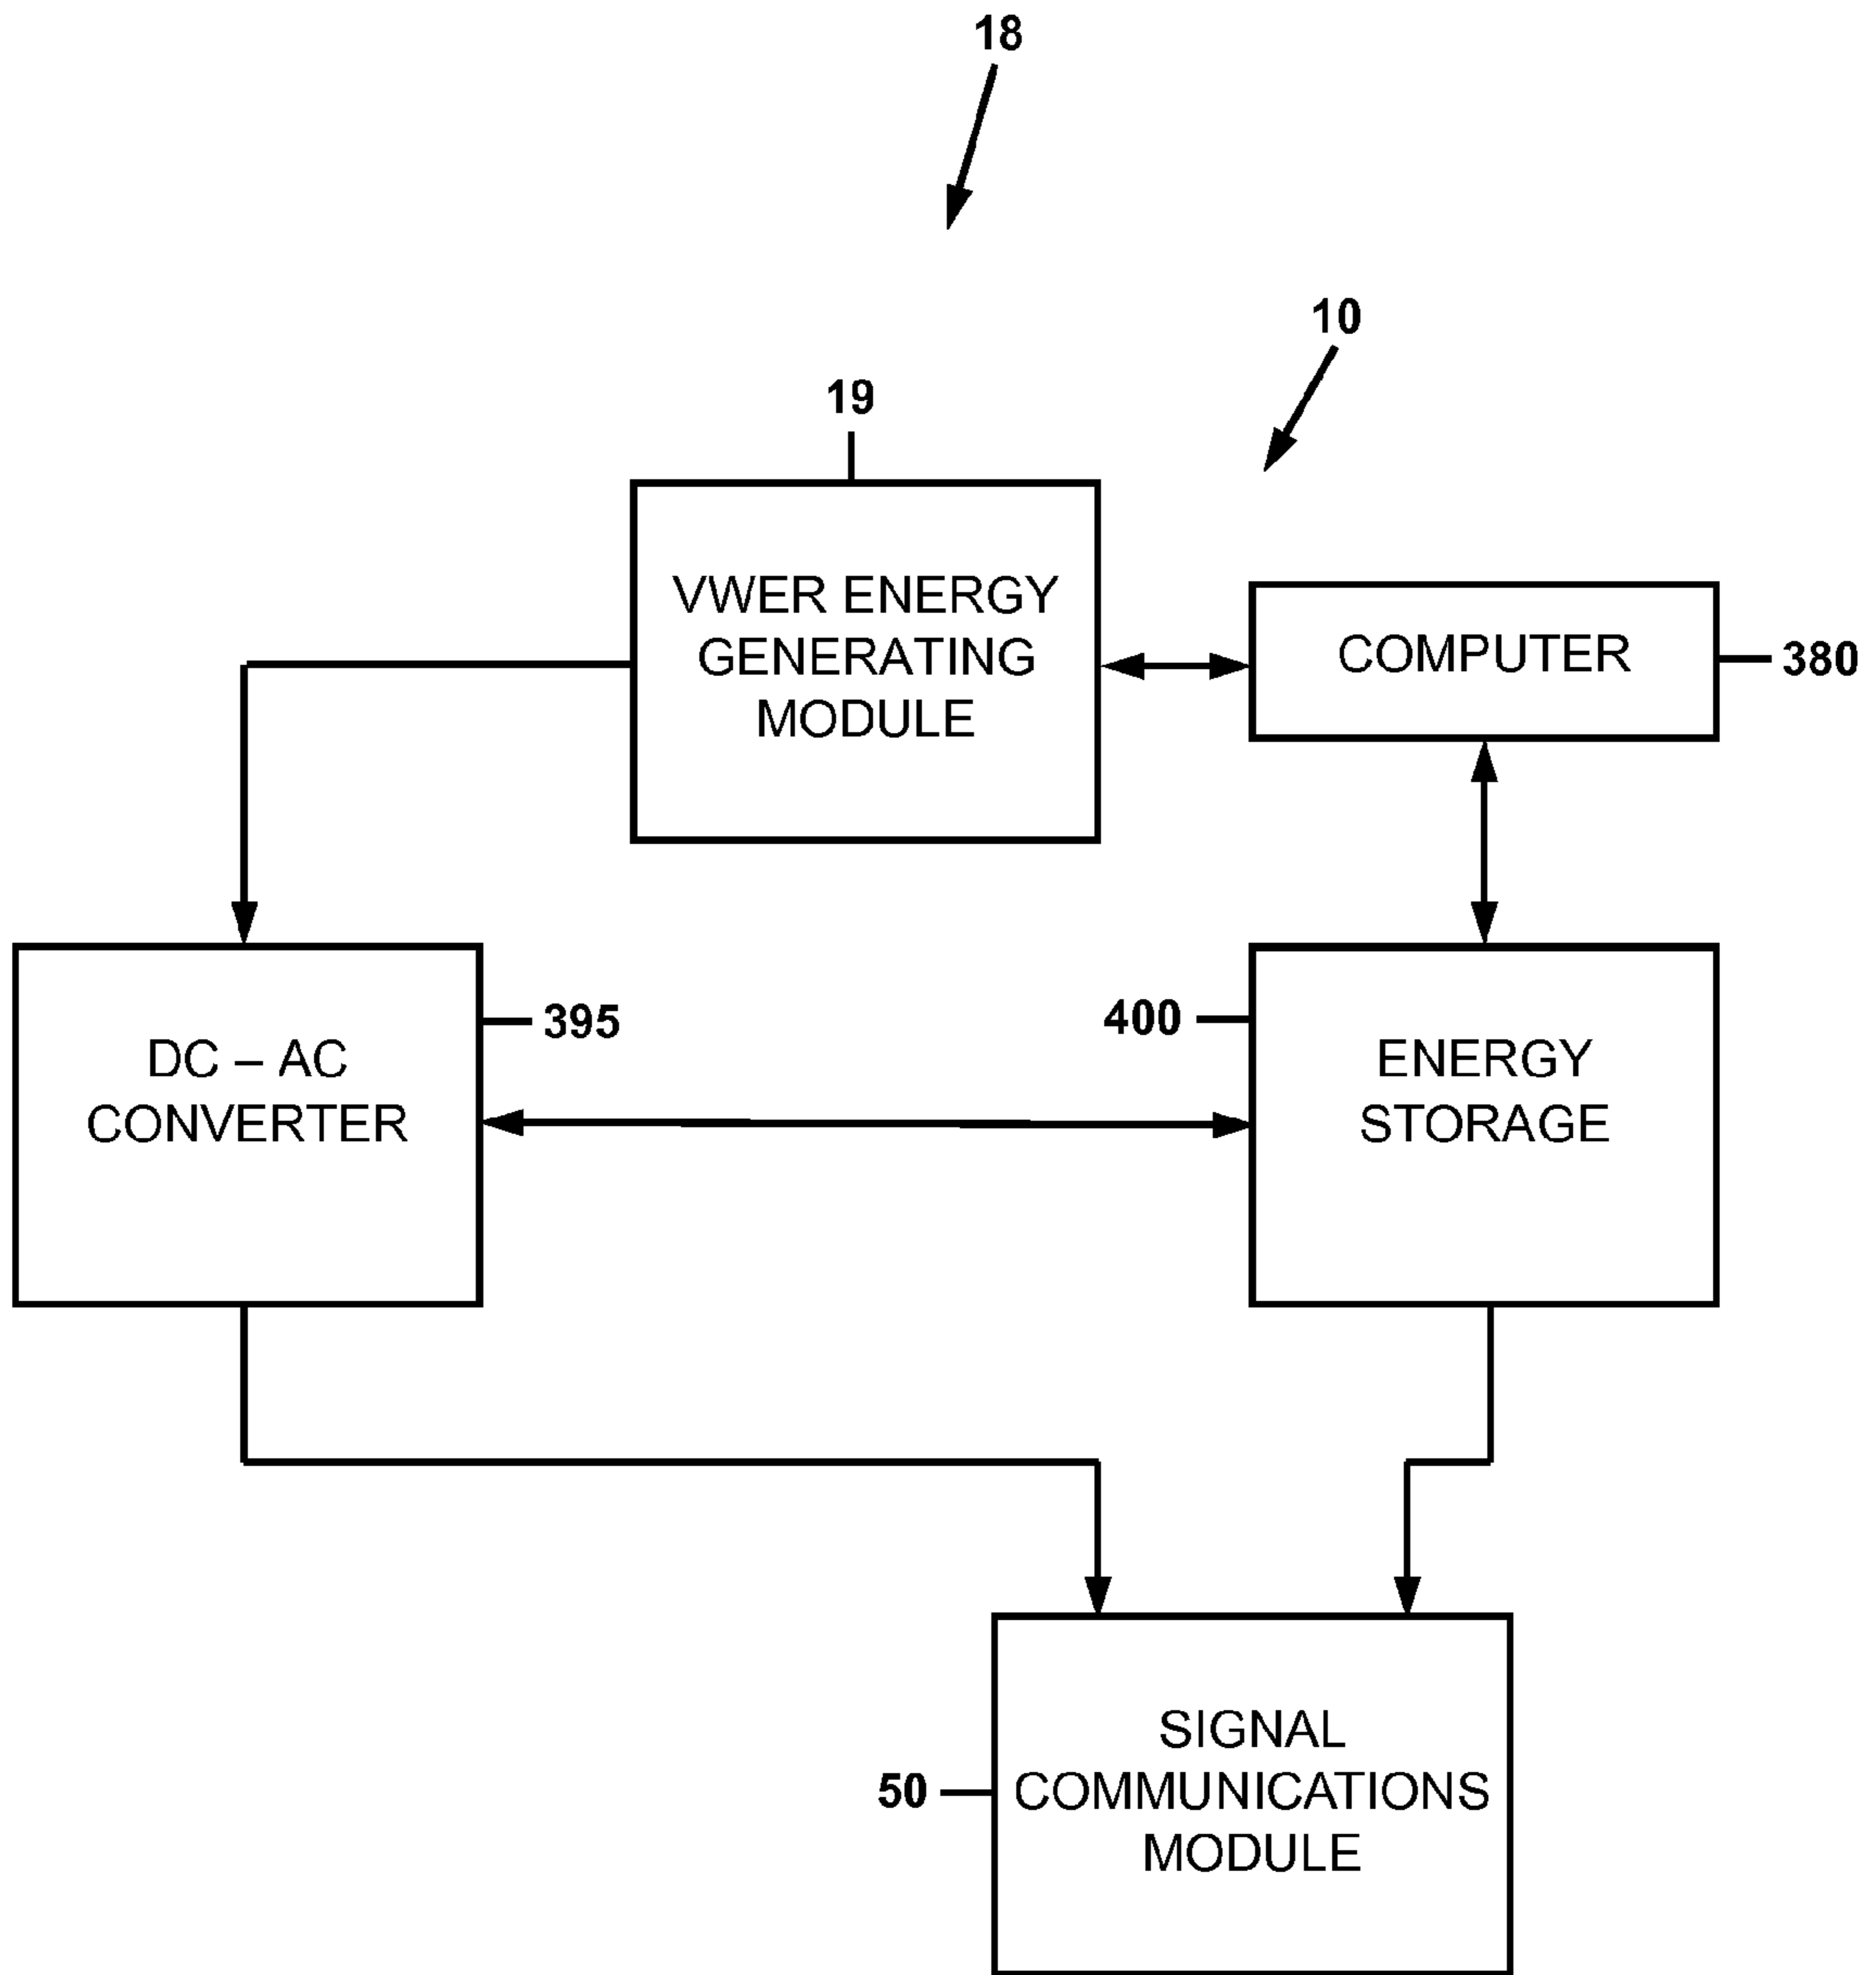 18
10
19
VWER ENERGY
GENERATING
MODULE
COMPUTER
380
395
400
DC – AC
CONVERTER
ENERGY
STORAGE
SIGNAL
COMMUNICATIONS
MODULE
50